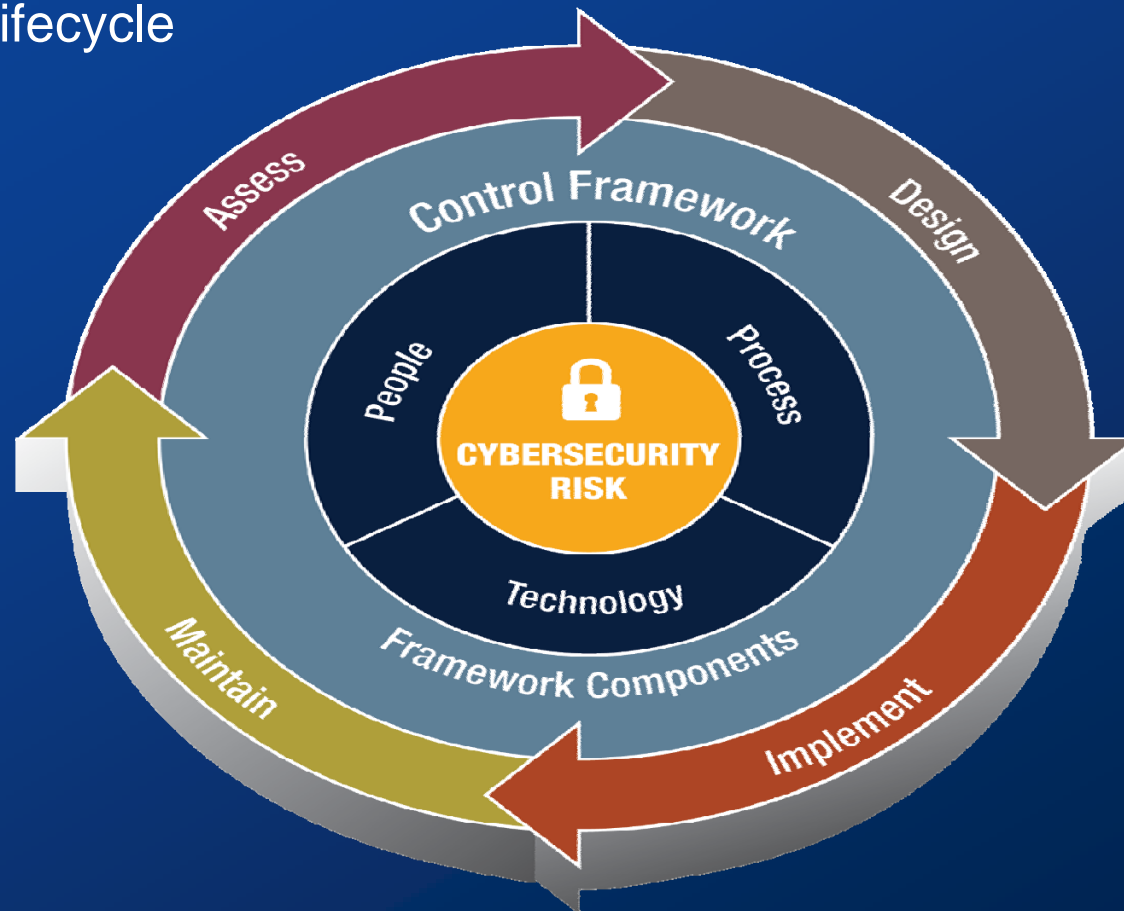 ifecycle
Assess
Design
Control Framework
People
Process
CYBERSECURITY
RISK
Technology
Framework Components
Maintain
Implement